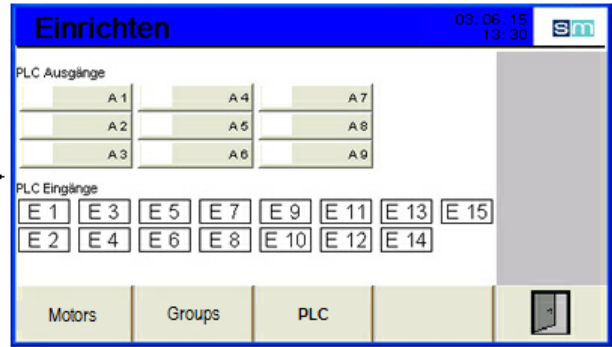 Einrichten
03. 06. 15
13: 30
sm
PLC Ausgänge
A 1 A 4 A 7
A 2 A 5 A 8
A 3 A 6 A 9
PLC Eingänge
E 1 E 3 E 5 E 7 E 9 E 11 E 13 E 15
E 2 E 4 E 6 E 8 E 10 E 12 E 14
Motors Groups PLC